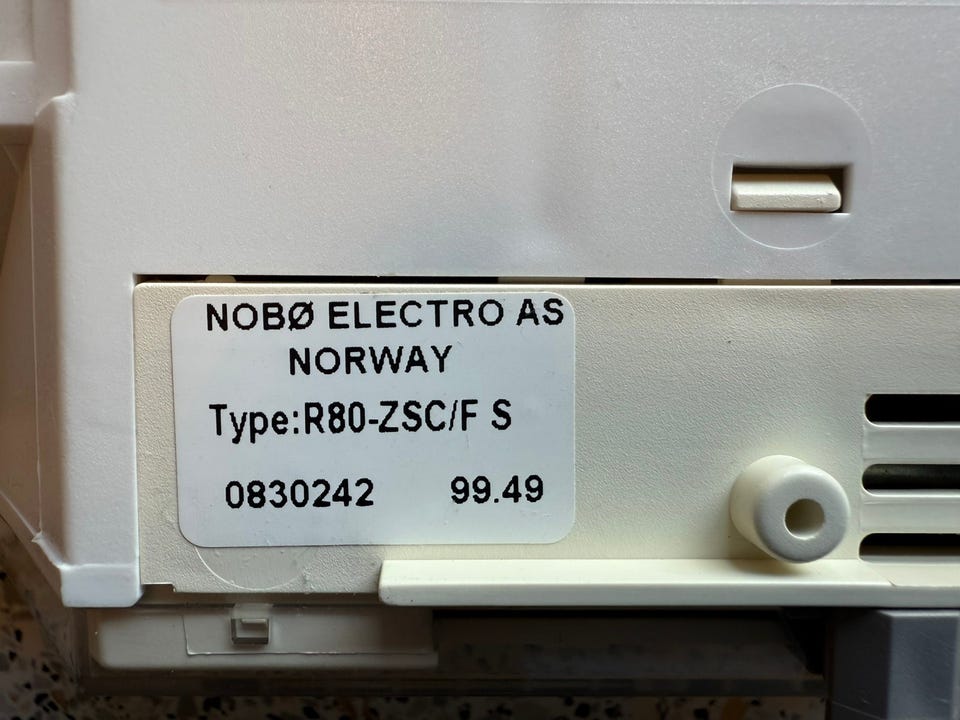 NOBØ ELECTRO AS
NORWAY
Type:R80-ZSC/F S
0830242 99.49